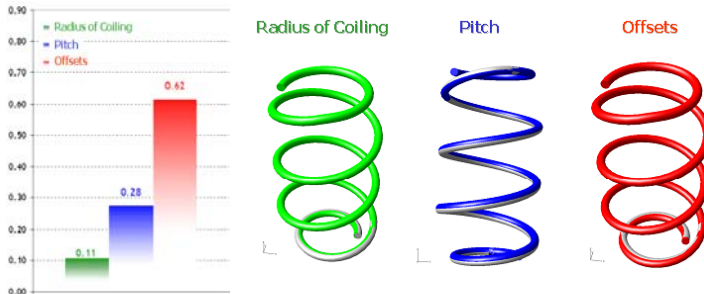 0.90
Radius of Coiling
Pitch
Offsets
0.80
0.70
0.60
0.50
0.40
0.30
0.20
0.10
0.00
0.62
0.28
0.11
Radius of Coiling
Pitch
Offsets